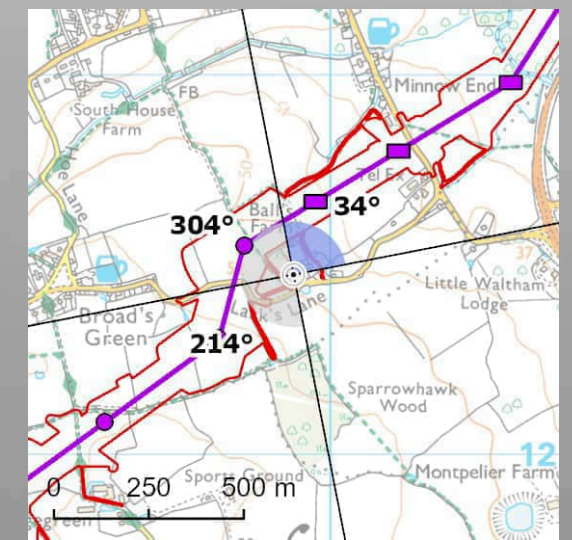 FB
South House
Farm
Minnow End
50
Tel Ex
Ball's
34°
304°
37
Little Waltham
Lodge
Lark's Lane
Broad's
Green
214°
Sparrowhawk
Wood
12
Sports Ground
Montpelier Farm
0 250 500 m